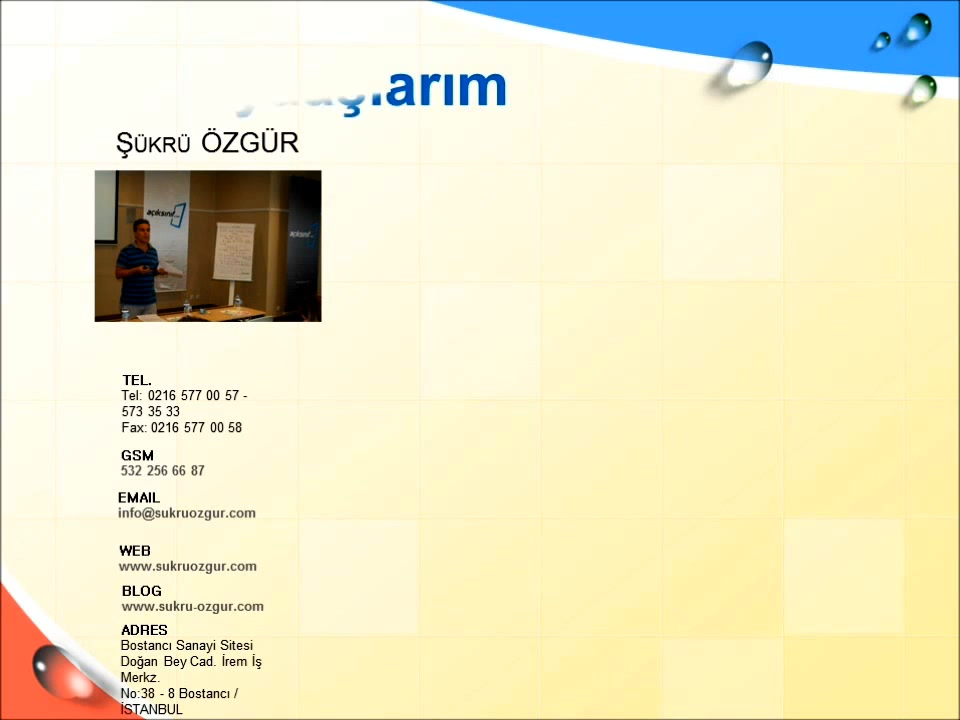 Şükrü ÖZGÜR
açıksınıf
TEL.
Tel: 0216 577 00 57 -
573 35 33
Fax: 0216 577 00 58
GSM
532 256 66 87
EMAIL
info@sukruozgur.com
WEB
www.sukruozgur.com
BLOG
www.sukru-ozgur.com
ADRES
Bostancı Sanayi Sitesi
Doğan Bey Cad. İrem İş
Merkz.
No:38 - 8 Bostancı /
İSTANBUL